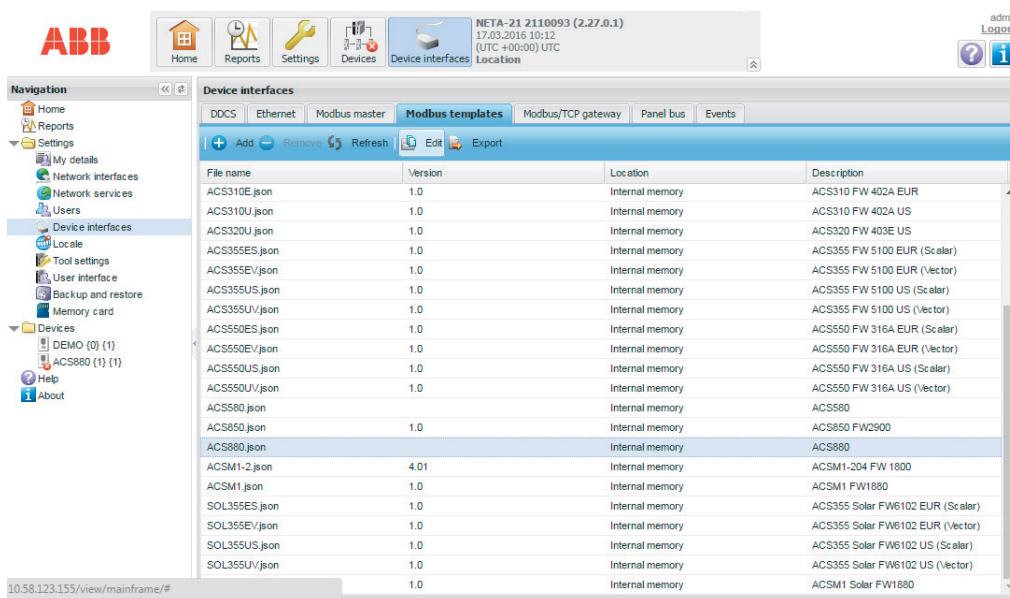 ABB
Home
Reports
Settings
Devices
Device interfaces
NETA-21 2110093 (2.27.0.1)
17.03.2016 10:12
(UTC +00:00) UTC
Location
adm
Logou
Navigation
Home
Reports
Settings
My details
Network interfaces
Network services
Users
Device interfaces
Locale
Tool settings
User interface
Backup and restore
Memory card
Devices
DEMO {0} {1}
ACS880 {1} {1}
Help
About
Device interfaces
DDCS Ethernet Modbus master Modbus templates Modbus/TCP gateway Panel bus Events
Add Remove Refresh Edit Export
File name Version Location Description
ACS310E.json 1.0 Internal memory ACS310 FW 402A EUR
ACS310U.json 1.0 Internal memory ACS310 FW 402A US
ACS320U.json 1.0 Internal memory ACS320 FW 403E US
ACS355ES.json 1.0 Internal memory ACS355 FW 5100 EUR (Scalar)
ACS355EV.json 1.0 Internal memory ACS355 FW 5100 EUR (Vector)
ACS355US.json 1.0 Internal memory ACS355 FW 5100 US (Scalar)
ACS355UV.json 1.0 Internal memory ACS355 FW 5100 US (Vector)
ACS550ES.json 1.0 Internal memory ACS550 FW 316A EUR (Scalar)
ACS550EV.json 1.0 Internal memory ACS550 FW 316A EUR (Vector)
ACS550US.json 1.0 Internal memory ACS550 FW 316A US (Scalar)
ACS550UV.json 1.0 Internal memory ACS550 FW 316A US (Vector)
ACS580.json Internal memory ACS580
ACS850.json 1.0 Internal memory ACS850 FW2900
ACS880.json Internal memory ACS880
ACSM1-2.json 4.01 Internal memory ACSM1-204 FW 1800
ACSM1.json 1.0 Internal memory ACSM1 FW1880
SOL355ES.json 1.0 Internal memory ACS355 Solar FW6102 EUR (Scalar)
SOL355EV.json 1.0 Internal memory ACS355 Solar FW6102 EUR (Vector)
SOL355US.json 1.0 Internal memory ACS355 Solar FW6102 US (Scalar)
SOL355UV.json 1.0 Internal memory ACS355 Solar FW6102 US (Vector)
1.0 Internal memory ACSM1 Solar FW1880
10.58.123.155/view/mainframe/#